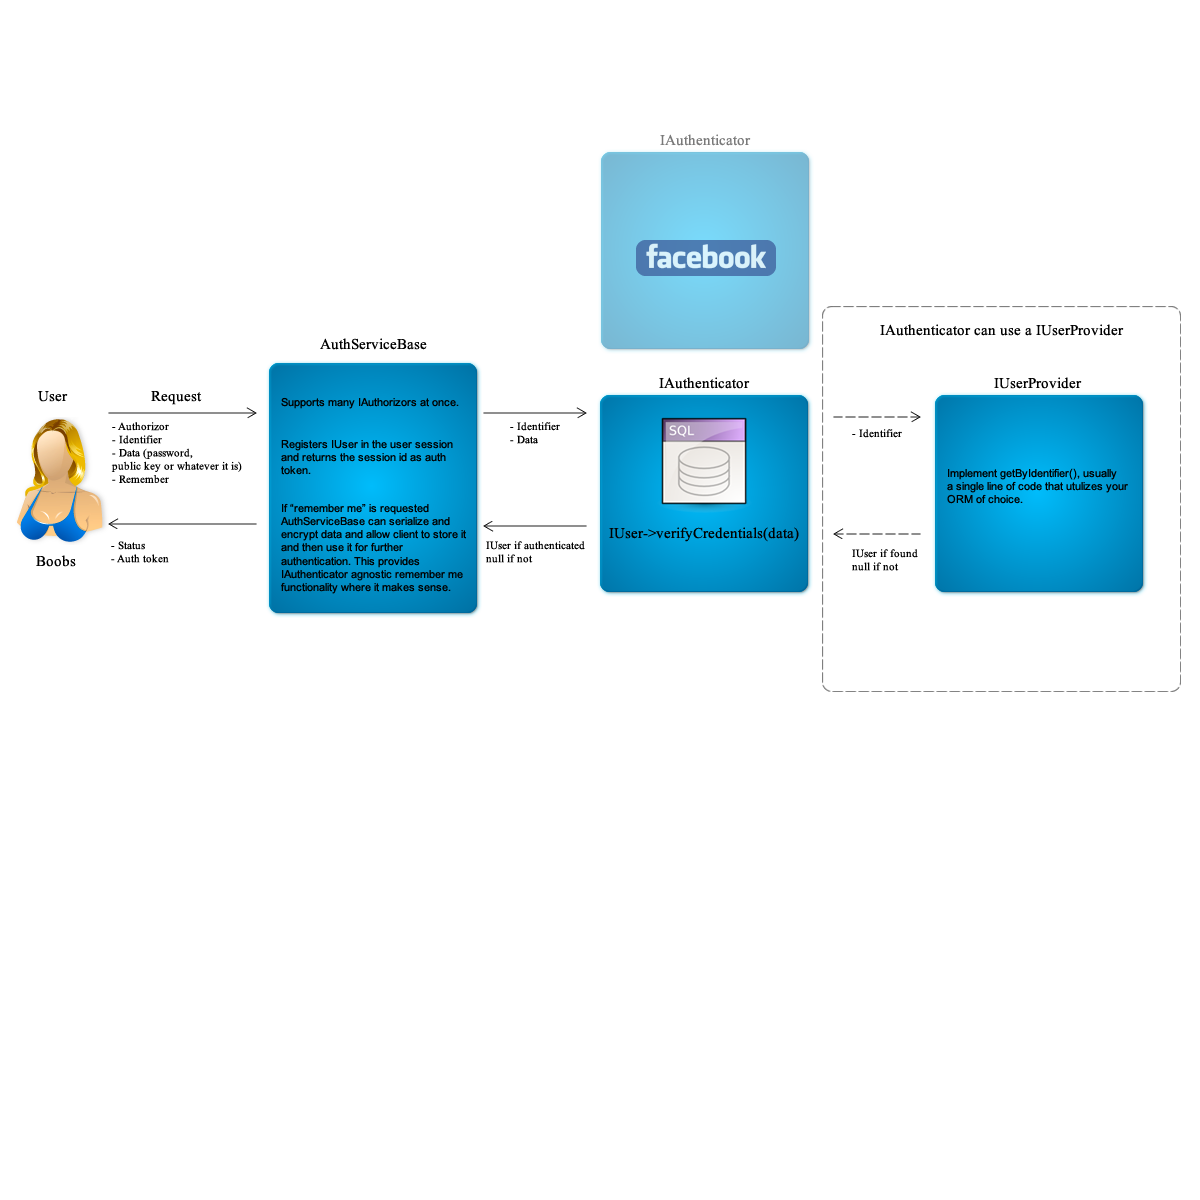 IAuthenticator
facebook
IAuthenticator can use a IUserProvider
AuthServiceBase
User
Request
- Authorizor
- Identifier
- Data (password,
public key or whatever it is)
- Remember
Boobs
- Status
- Auth token
Supports many IAuthorizors at once.
Registers IUser in the user session
and returns the session id as auth
token.
If “remember me” is requested
AuthServiceBase can serialize and
encrypt data and allow client to store it
and then use it for further
authentication. This provides
IAuthenticator agnostic remember me
functionality where it makes sense.
- Identifier
- Data
IUser if authenticated
null if not
IAuthenticator
SQL
IUser->verifyCredentials(data)
- Identifier
IUser if found
null if not
IUserProvider
Implement getByIdentifier(), usually
a single line of code that utulizes your
ORM of choice.